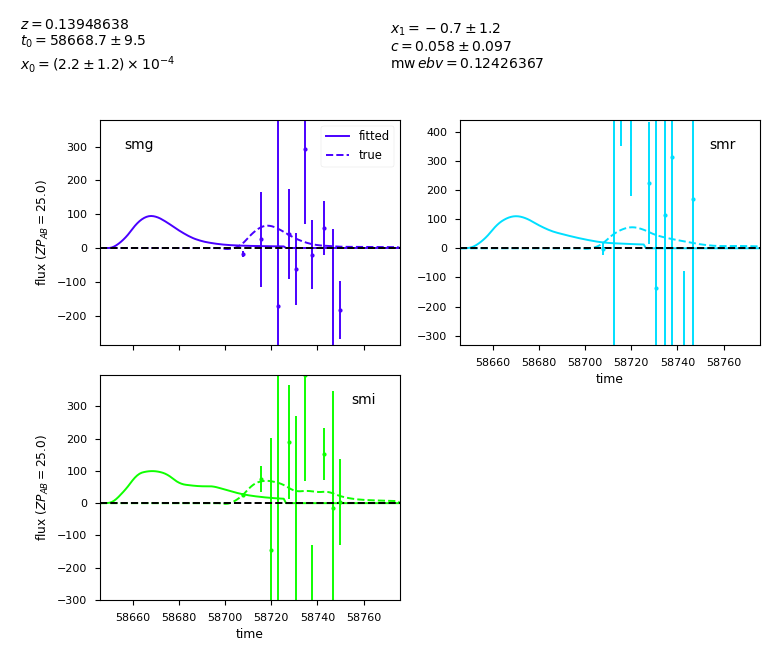 z = 0.13948638
t₀ = 58668.7 ± 9.5
x₀ = (2.2 ± 1.2) × 10⁻⁴
x₁ = −0.7 ± 1.2
c = 0.058 ± 0.097
mw ebv = 0.12426367
smg
fitted
true
300
200
100
0
−100
−200
flux (ZP_AB = 25.0)
smr
400
300
200
100
0
−100
−200
−300
58660 58680 58700 58720 58740 58760
time
smi
300
200
100
0
−100
−200
−300
flux (ZP_AB = 25.0)
58660 58680 58700 58720 58740 58760
time